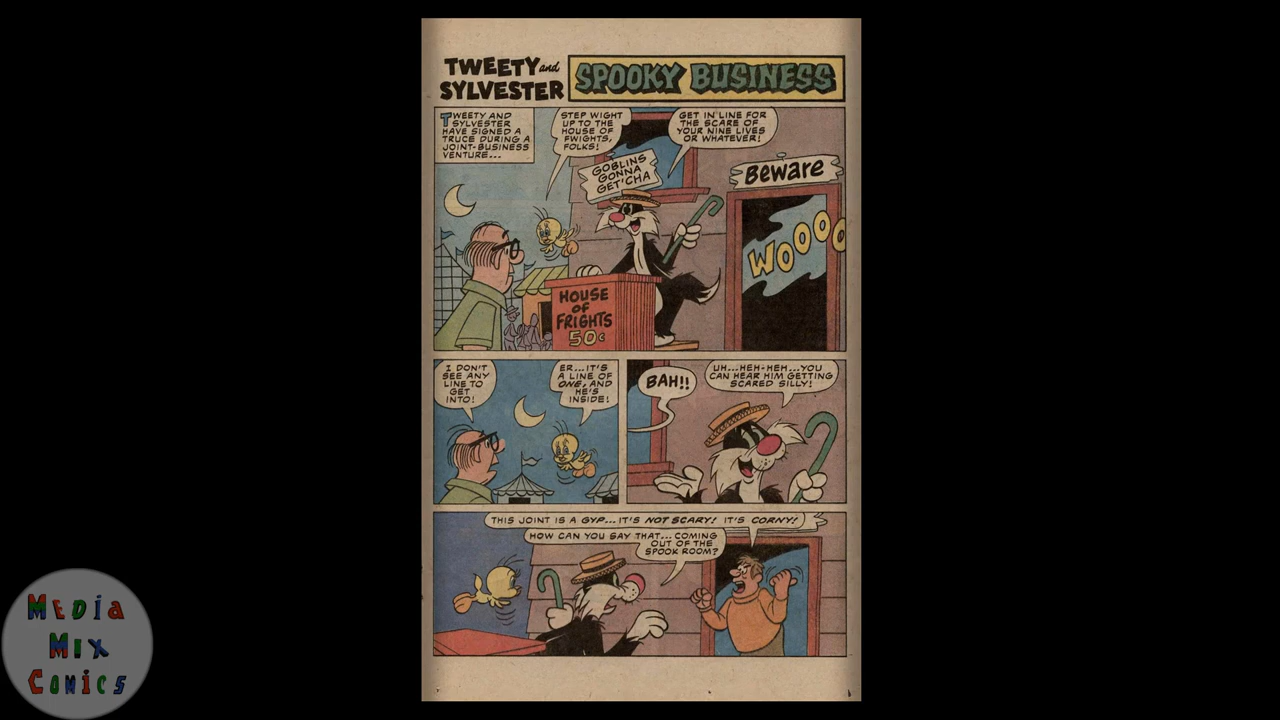 TWEETY and
SYLVESTER
SPOOKY BUSINESS
TWEETY AND
SYLVESTER
HAVE SIGNED A
TRUCE DURING A
JOINT-BUSINESS
VENTURE...
STEP WIGHT
UP TO THE
HOUSE OF
FWIGHTS,
FOLKS!
GET IN LINE FOR
THE SCARE OF
YOUR NINE LIVES
OR WHATEVER!
GOBLINS
GONNA
GET'CHA
Beware
WOOOO
HOUSE
OF
FRIGHTS
50¢
I DON'T
SEE ANY
LINE TO
GET
INTO!
ER...IT'S
A LINE OF
ONE, AND
HE'S
INSIDE!
BAH!!
UH...HEH-HEH...YOU
CAN HEAR HIM GETTING
SCARED SILLY!
THIS JOINT IS A GYP...IT'S NOT SCARY! IT'S CORNY!
HOW CAN YOU SAY THAT...COMING
OUT OF THE
SPOOK ROOM?
MEDia
Mix
Comics